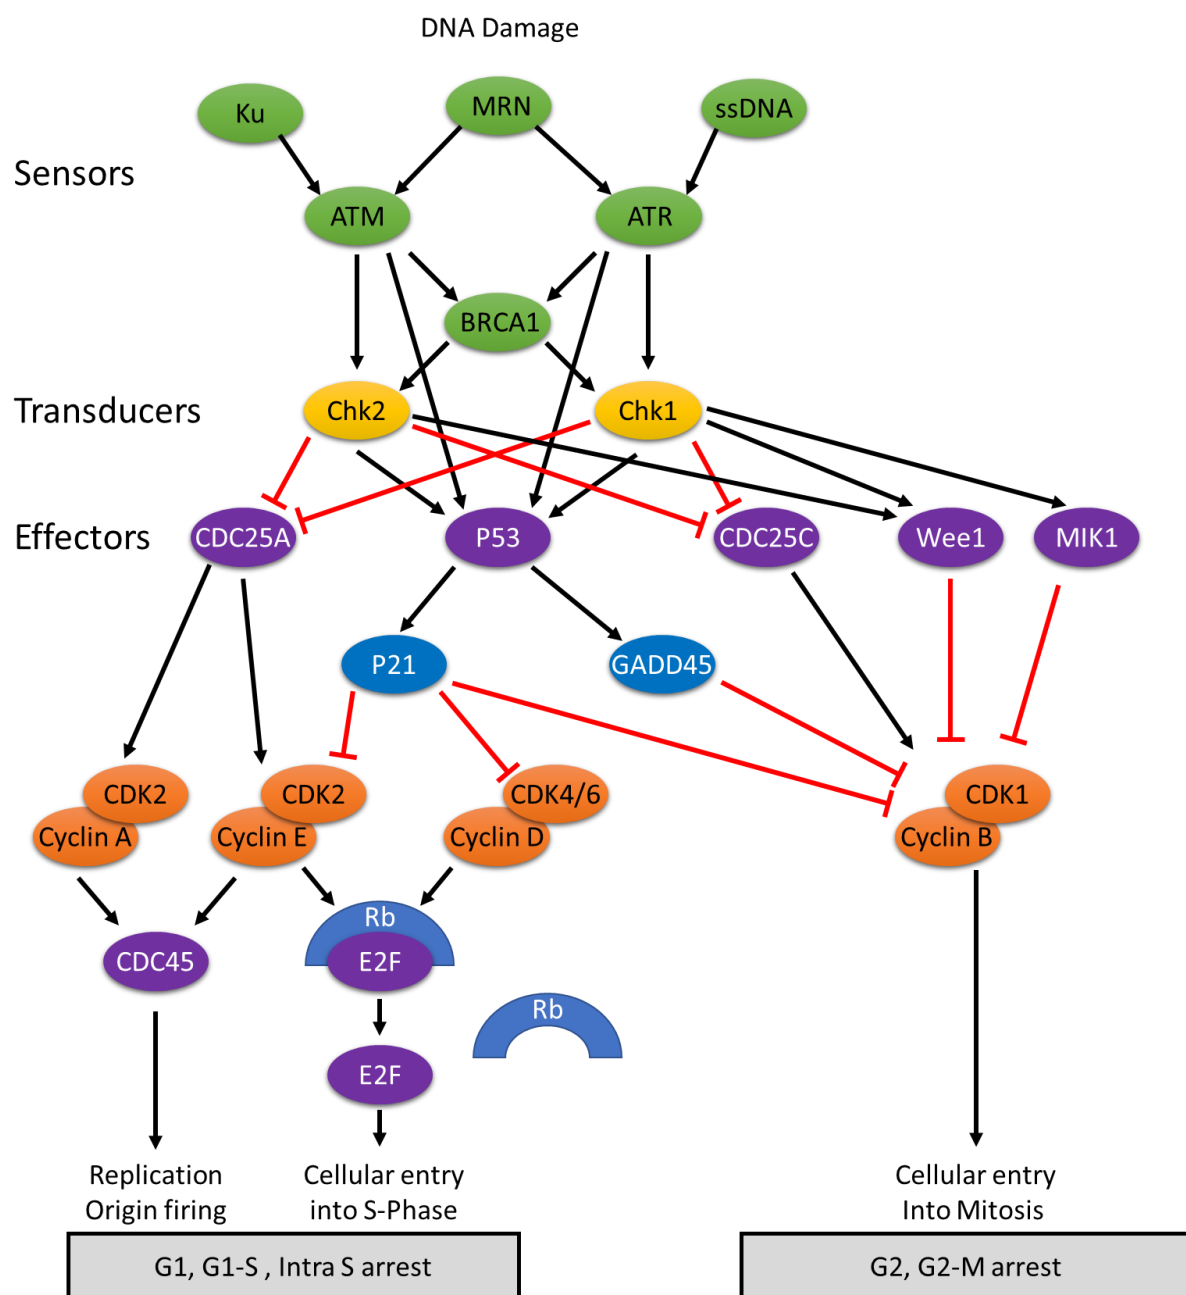 DNA Damage
Ku
MRN
ssDNA
Sensors
ATM
ATR
BRCA1
Transducers
Chk2
Chk1
Effectors
CDC25A
P53
CDC25C
Wee1
MIK1
P21
GADD45
CDK2
CDK2
CDK4/6
CDK1
Cyclin A
Cyclin E
Cyclin D
Cyclin B
Rb
CDC45
E2F
Rb
E2F
Replication
Origin firing
Cellular entry
into S-Phase
Cellular entry
Into Mitosis
G1, G1-S , Intra S arrest
G2, G2-M arrest